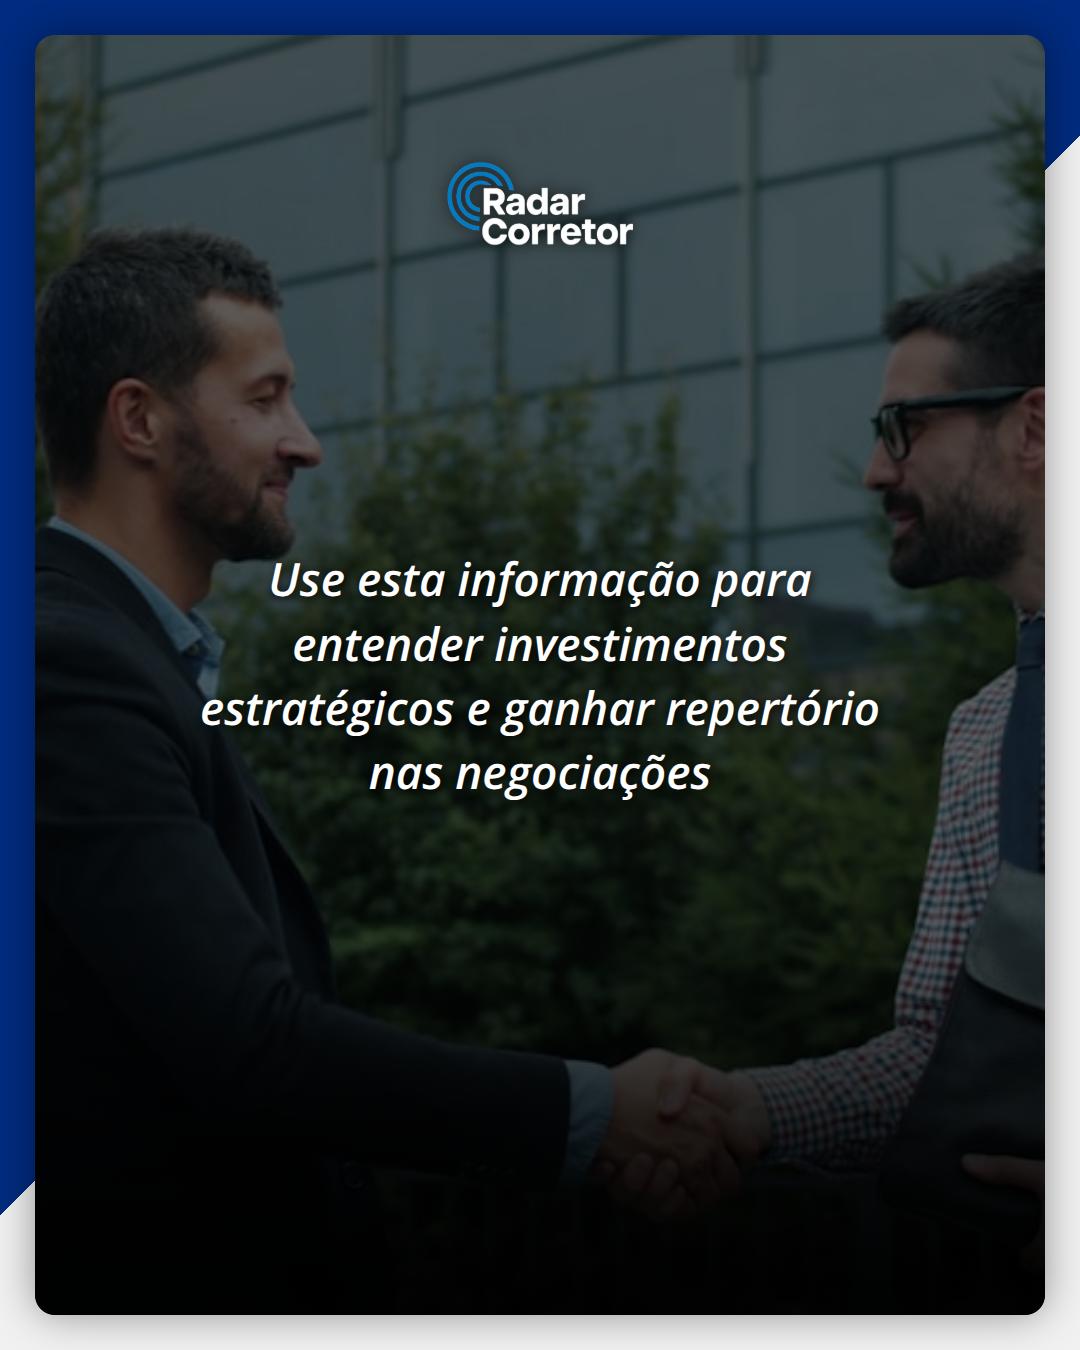 Radar
Corretor
Use esta informação para
entender investimentos
estratégicos e ganhar repertório
nas negociações